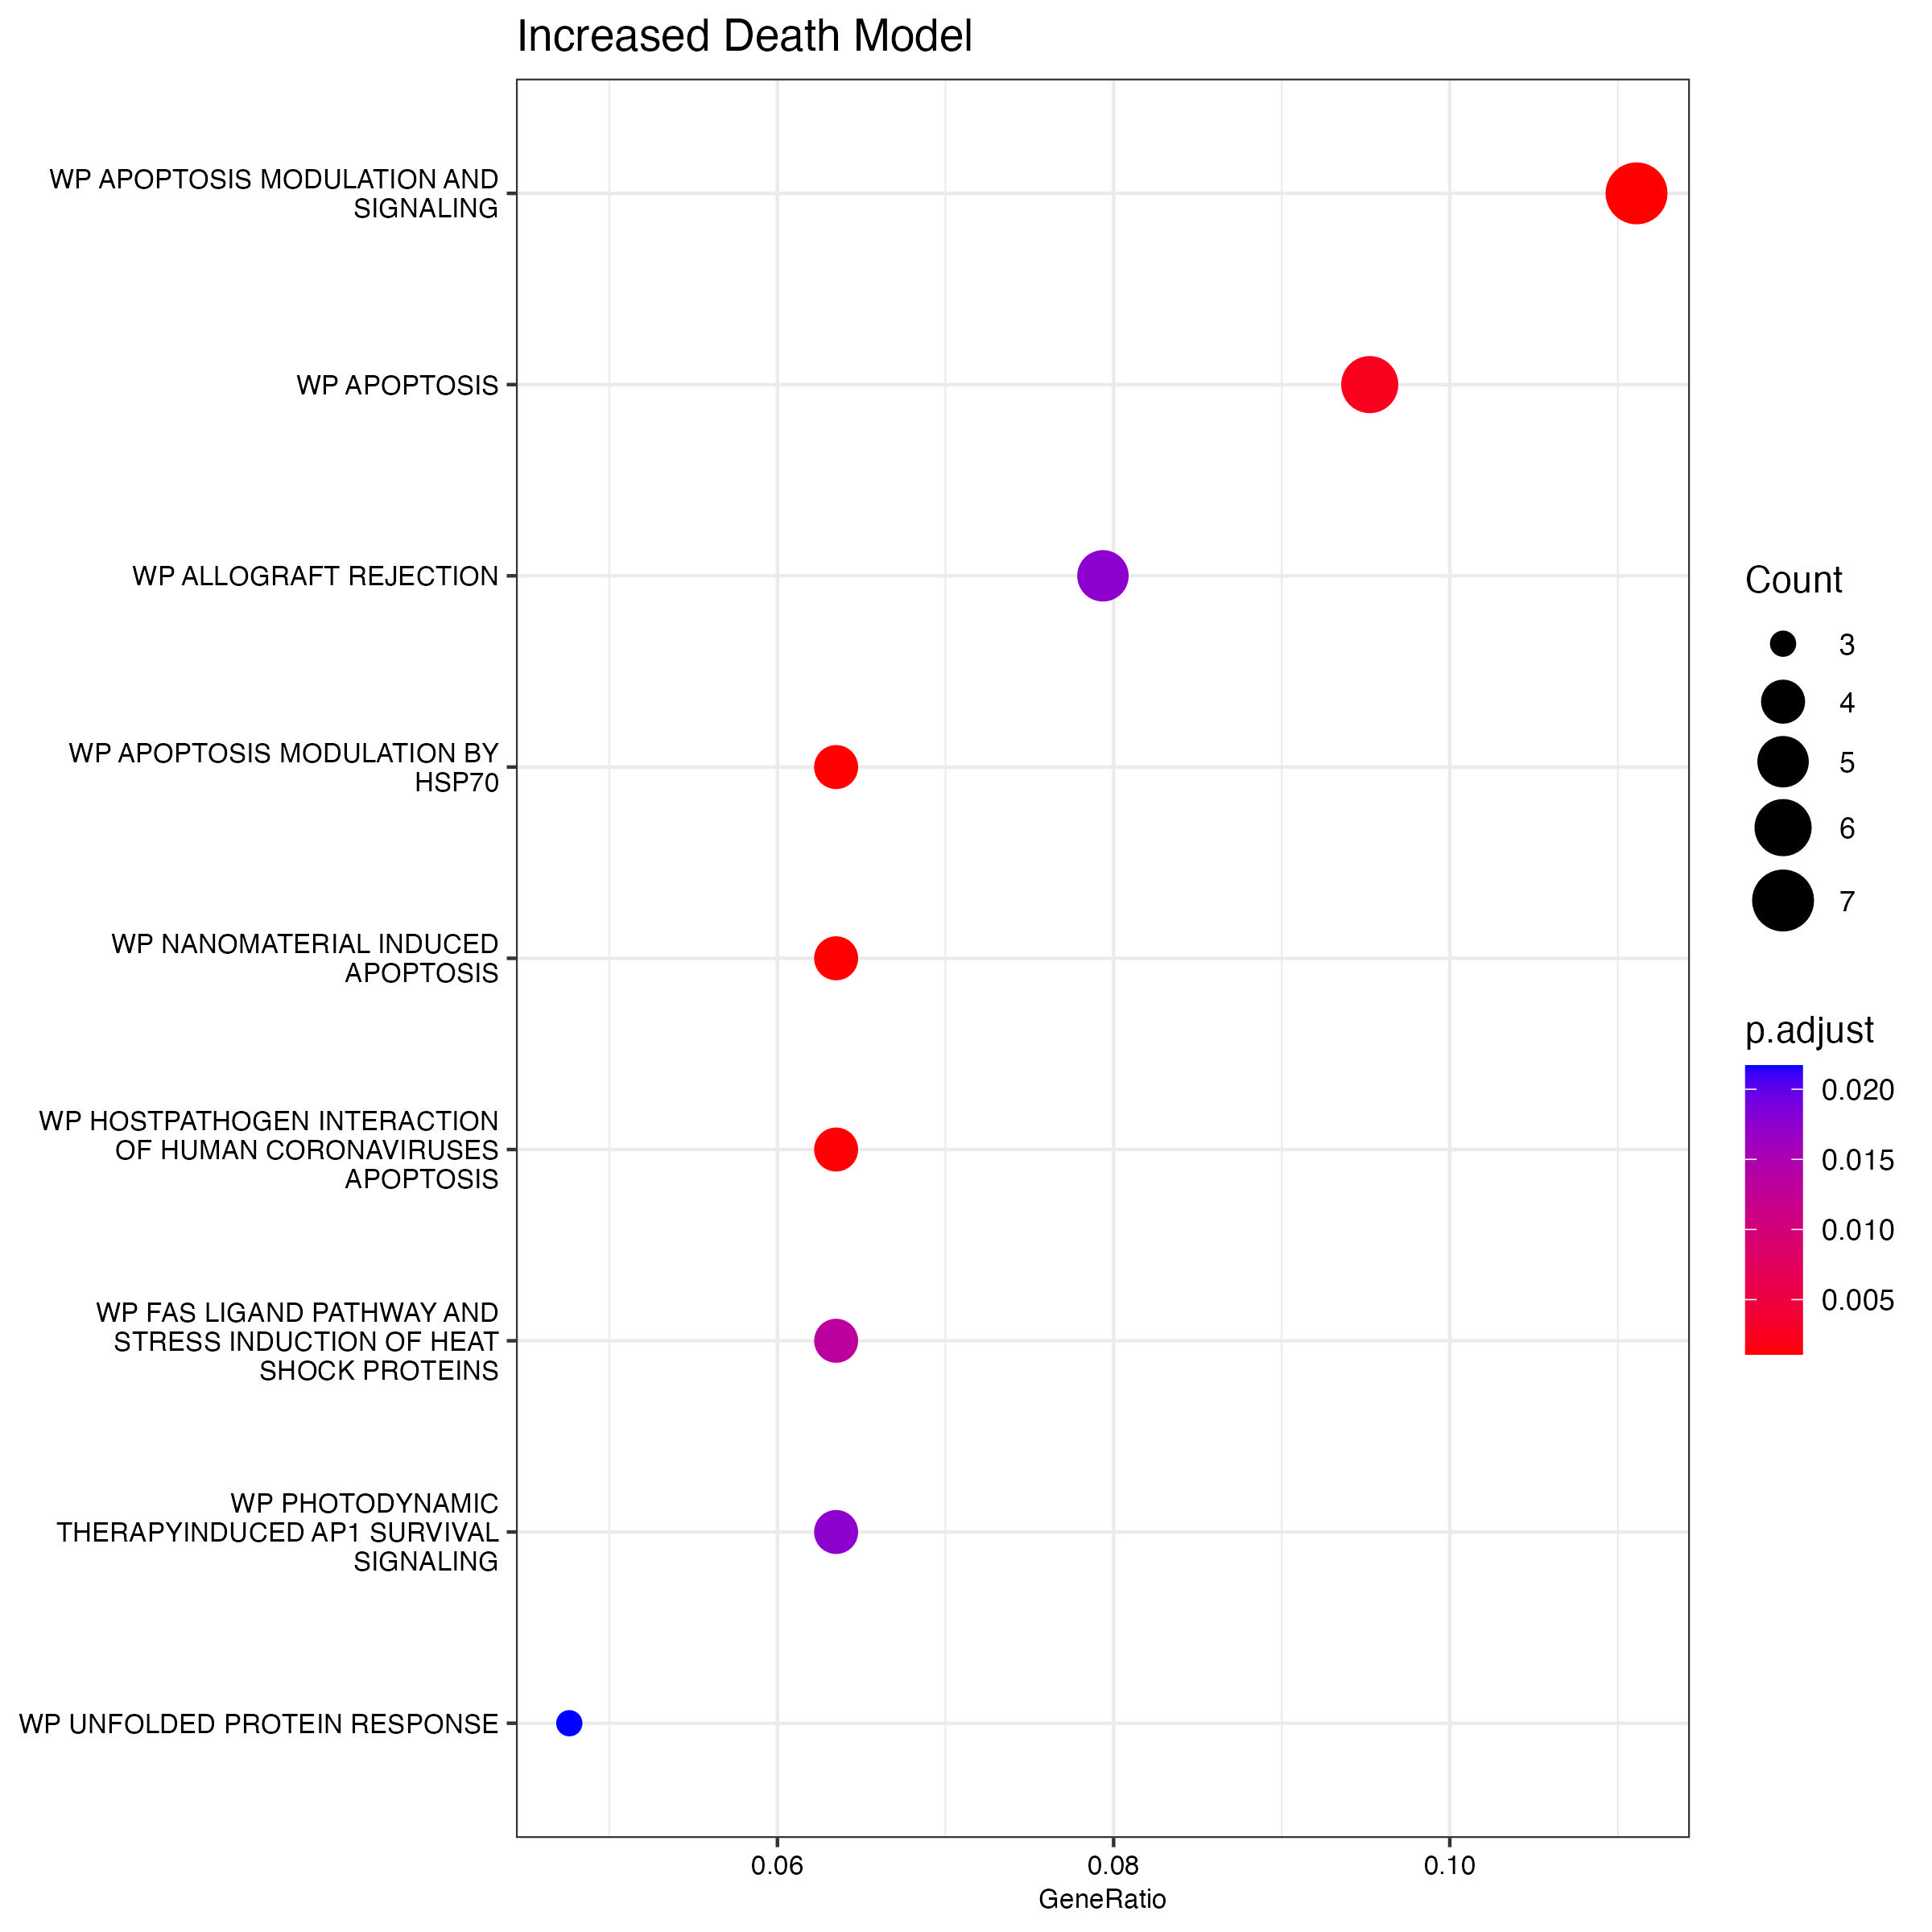 Increased Death Model
WP APOPTOSIS MODULATION AND
SIGNALING
WP APOPTOSIS
WP ALLOGRAFT REJECTION
WP APOPTOSIS MODULATION BY
HSP70
WP NANOMATERIAL INDUCED
APOPTOSIS
WP HOSTPATHOGEN INTERACTION
OF HUMAN CORONAVIRUSES
APOPTOSIS
WP FAS LIGAND PATHWAY AND
STRESS INDUCTION OF HEAT
SHOCK PROTEINS
WP PHOTODYNAMIC
THERAPYINDUCED AP1 SURVIVAL
SIGNALING
WP UNFOLDED PROTEIN RESPONSE
0.06 0.08 0.10
GeneRatio
Count
3
4
5
6
7
p.adjust
0.020
0.015
0.010
0.005